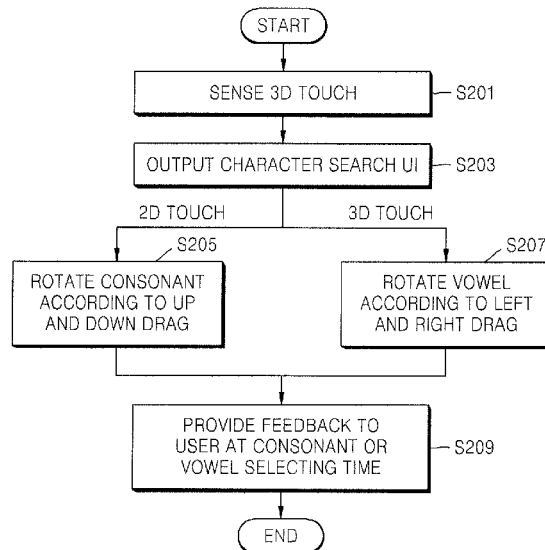 START
SENSE 3D TOUCH
S201
OUTPUT CHARACTER SEARCH UI
S203
2D TOUCH
3D TOUCH
S205
S207
ROTATE CONSONANT
ACCORDING TO UP
AND DOWN DRAG
ROTATE VOWEL
ACCORDING TO LEFT
AND RIGHT DRAG
PROVIDE FEEDBACK TO
USER AT CONSONANT OR
VOWEL SELECTING TIME
S209
END